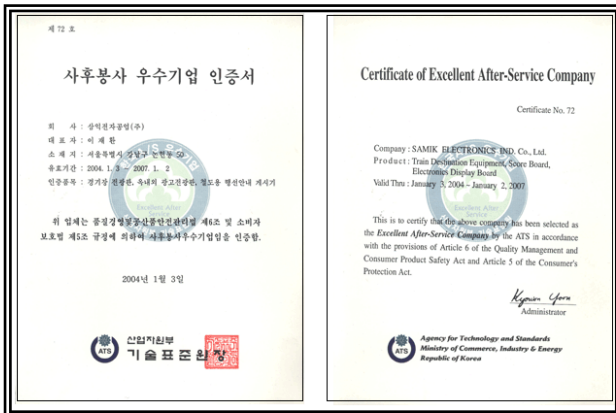 제 72 호
사후봉사 우수기업 인증서
회 사 : 삼익전자공업(주)
대 표 자 : 이 재 환
소 재 지 : 서울특별시 강남구 논현동 50
유효기간 : 2004. 1. 3 ~ 2007. 1. 2
인증품목 : 경기장 전광판, 옥내외 광고전광판, 철도용 행선안내 게시기
위 업체는 품질경영및공산품안전관리법 제6조 및 소비자
보호법 제5조 규정에 의하여 사후봉사우수기업임을 인증함.
2004년 1월 3일
ATS
산업자원부
기술표준원장
Certificate of Excellent After-Service Company
Certificate No. 72
Company : SAMIK ELECTRONICS IND. Co., Ltd.
Product : Train Destination Equipment, Score Board,
Electronics Display Board
Valid Thru : January 3, 2004 ~ January 2, 2007
Excellent After
Service
This is to certify that the above company has been selected as
the Excellent After-Service Company by the ATS in accordance
with the provisions of Article 6 of the Quality Management and
Consumer Product Safety Act and Article 5 of the Consumer's
Protection Act.
Administrator
ATS
Agency for Technology and Standards
Ministry of Commerce, Industry & Energy
Republic of Korea